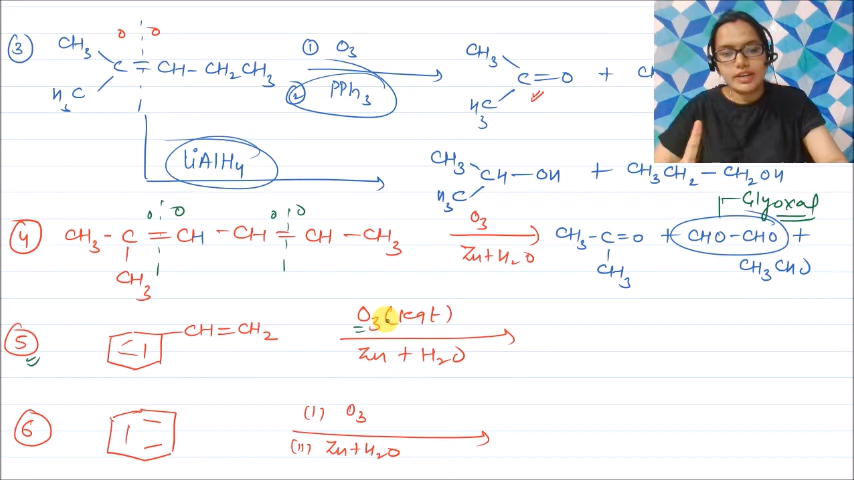 ③ CH₃ C = CH - CH₂CH₃ H₃C O O ① O₃ ② PPh₃ CH₃ C = O H₃C +
LiAlH₄ CH₃ CH - OH H₃C + CH₃CH₂ - CH₂OH
Glyoxal
④ CH₃ - C = CH - CH = CH - CH₃ CH₃ O O O O O₃ Zn + H₂O CH₃ - C = O CH₃ + CHO - CHO + CH₃CHO
⑤ CH = CH₂ O₃ (1eqt) Zn + H₂O
⑥ (i) O₃ (ii) Zn + H₂O